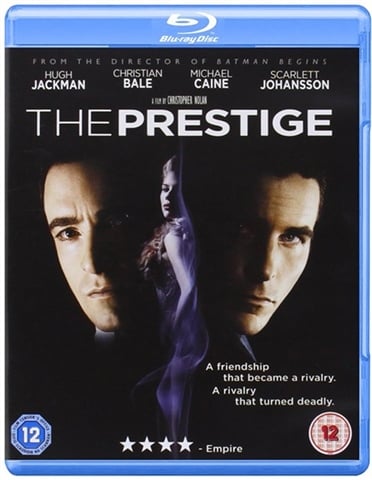 Blu-ray Disc
FROM THE DIRECTOR OF BATMAN BEGINS
HUGH JACKMAN
CHRISTIAN BALE
MICHAEL CAINE
SCARLETT JOHANSSON
A FILM BY CHRISTOPHER NOLAN
THE PRESTIGE
A friendship
that became a rivalry.
A rivalry
that turned deadly.
12
- Empire
12